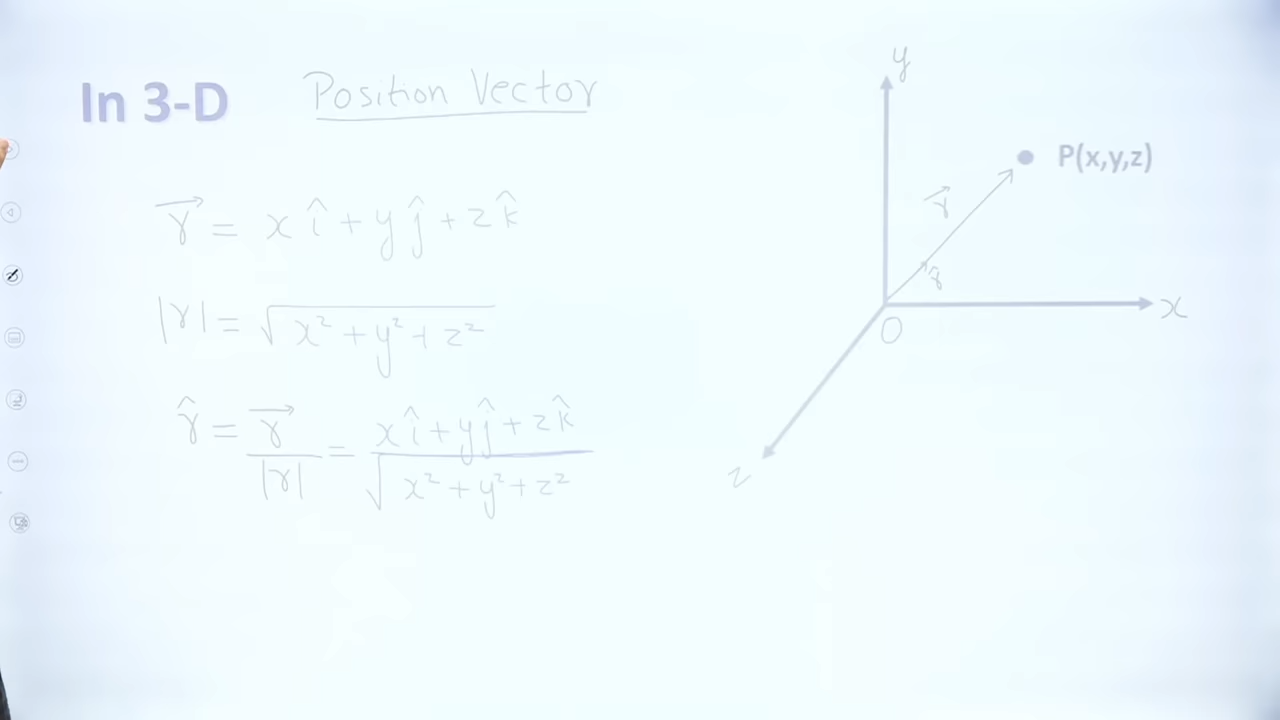 In 3-D Position Vector
r⃗ = x î + y ĵ + z k̂
|r| = √(x² + y² + z²)
r̂ = r⃗ / |r| = (x î + y ĵ + z k̂) / √(x² + y² + z²)
y
P(x,y,z)
r⃗
r̂
x
O
z